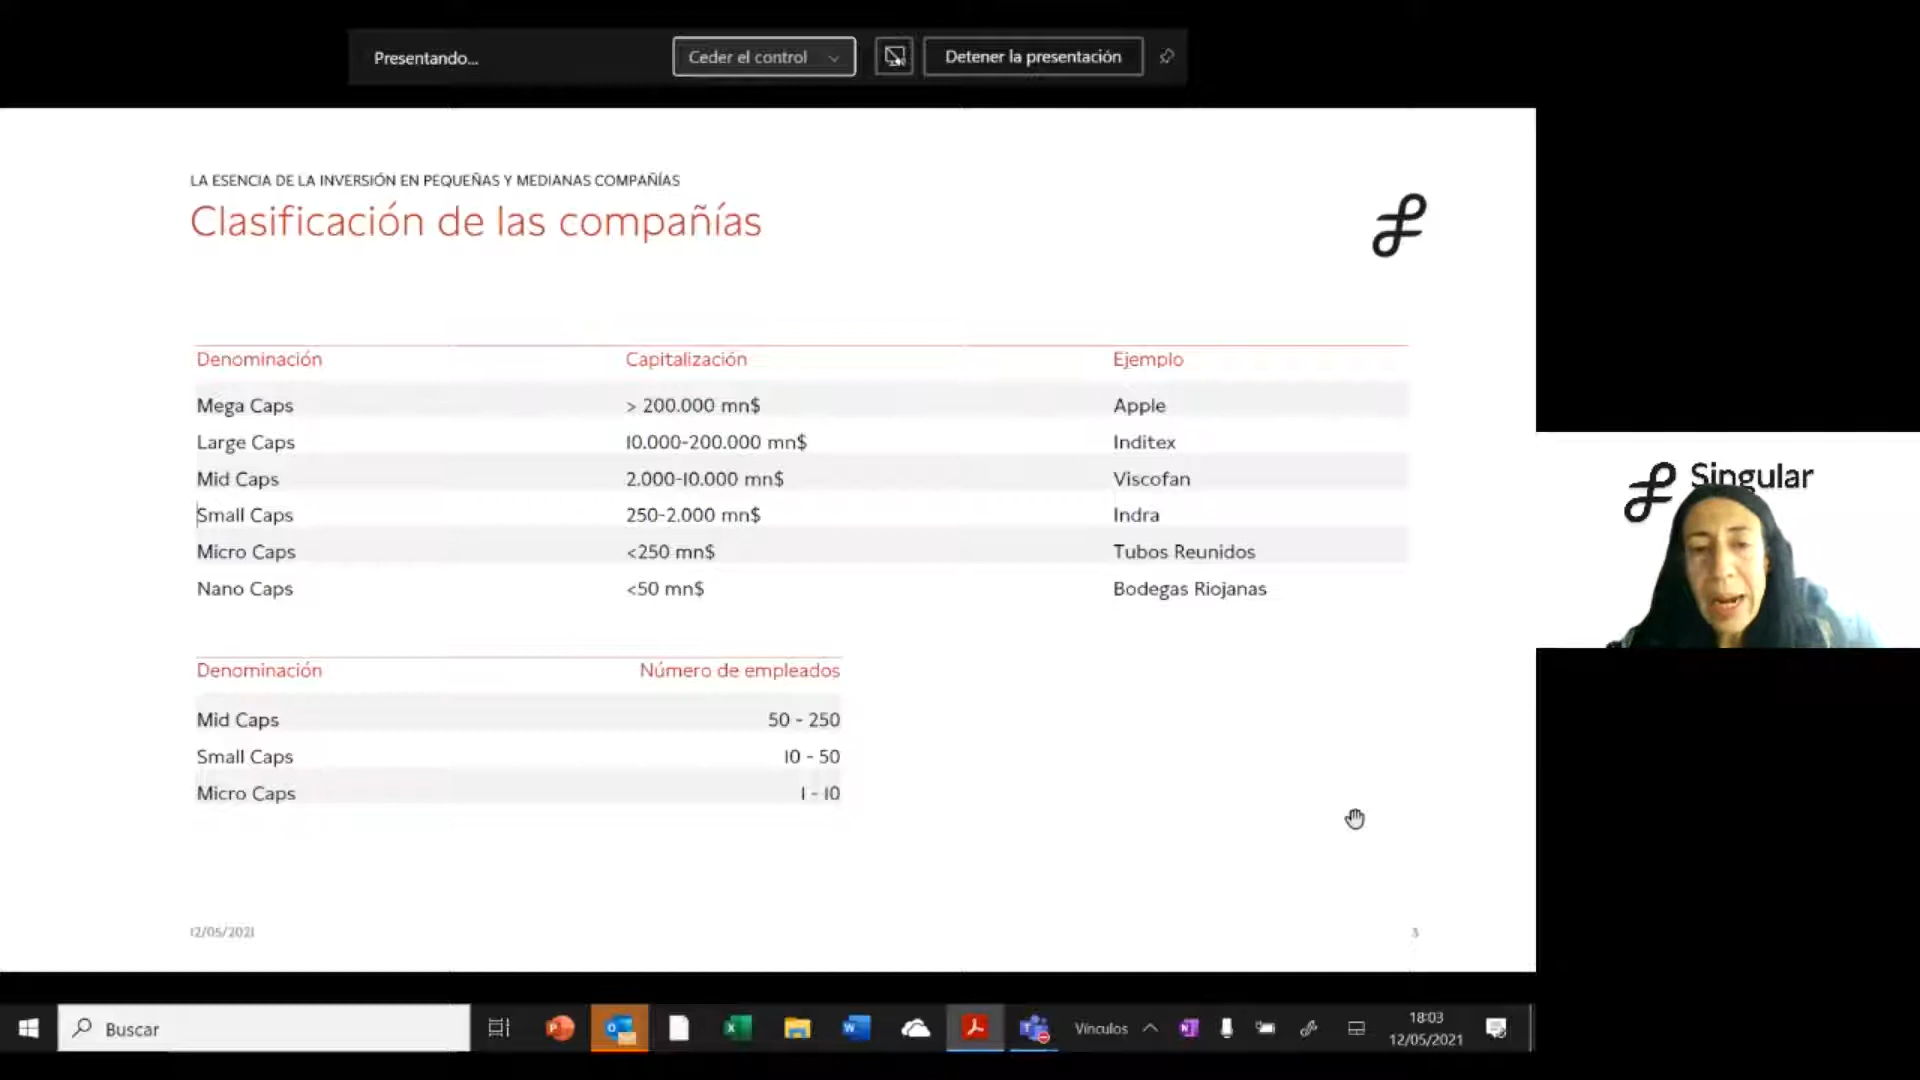 Presentando...
Ceder el control
Detener la presentación
LA ESENCIA DE LA INVERSIÓN EN PEQUEÑAS Y MEDIANAS COMPAÑÍAS
Clasificación de las compañías
Denominación Capitalización Ejemplo
Mega Caps > 200.000 mn$ Apple
Large Caps 10.000-200.000 mn$ Inditex
Mid Caps 2.000-10.000 mn$ Viscofan
Small Caps 250-2.000 mn$ Indra
Micro Caps <250 mn$ Tubos Reunidos
Nano Caps <50 mn$ Bodegas Riojanas
Denominación Número de empleados
Mid Caps 50 - 250
Small Caps 10 - 50
Micro Caps 1 - 10
12/05/2021 3
Singular
Buscar
Vínculos
18:03
12/05/2021